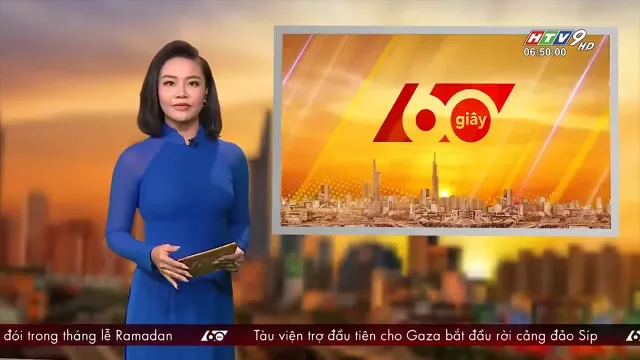 HTV9 HD
06:50:00
60 giây
đói trong tháng lễ Ramadan 60 Tàu viện trợ đầu tiên cho Gaza bắt đầu rời cảng đảo Síp